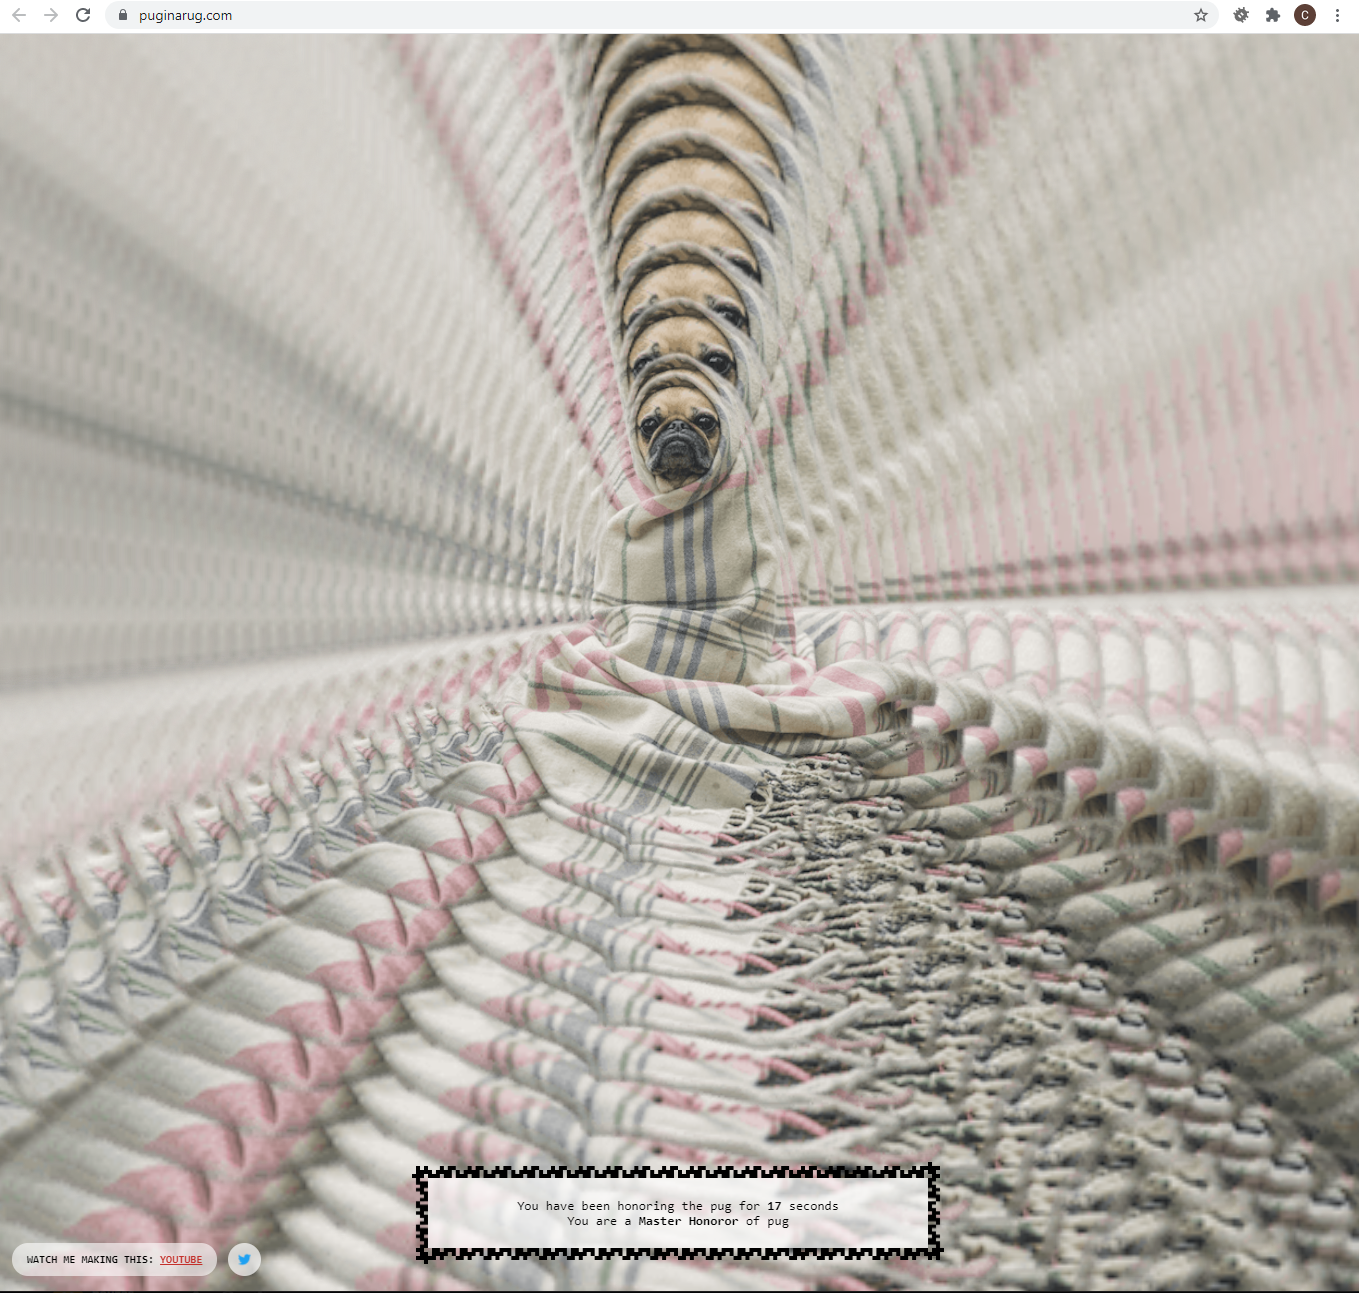 puginarug.com
C
You have been honoring the pug for 17 seconds
You are a Master Honoror of pug
WATCH ME MAKING THIS: YOUTUBE